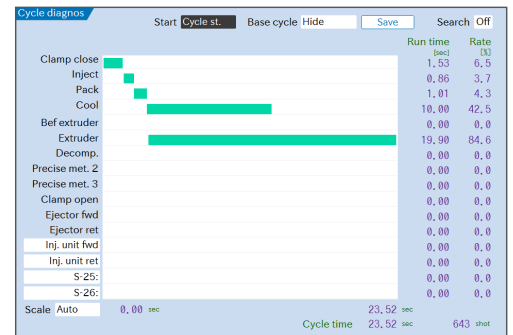 Cycle diagnos
Start Cycle st. Base cycle Hide Save Search Off
Run time Rate
[sec] [%]
Clamp close 1.53 6.5
Inject 0.86 3.7
Pack 1.01 4.3
Cool 10.00 42.5
Bef extruder 0.00 0.0
Extruder 19.90 84.6
Decomp. 0.00 0.0
Precise met. 2 0.00 0.0
Precise met. 3 0.00 0.0
Clamp open 0.00 0.0
Ejector fwd 0.00 0.0
Ejector ret 0.00 0.0
Inj. unit fwd 0.00 0.0
Inj. unit ret 0.00 0.0
S-25: 0.00 0.0
S-26: 0.00 0.0
Scale Auto 0.00 sec 23.52 sec
Cycle time 23.52 sec 643 shot